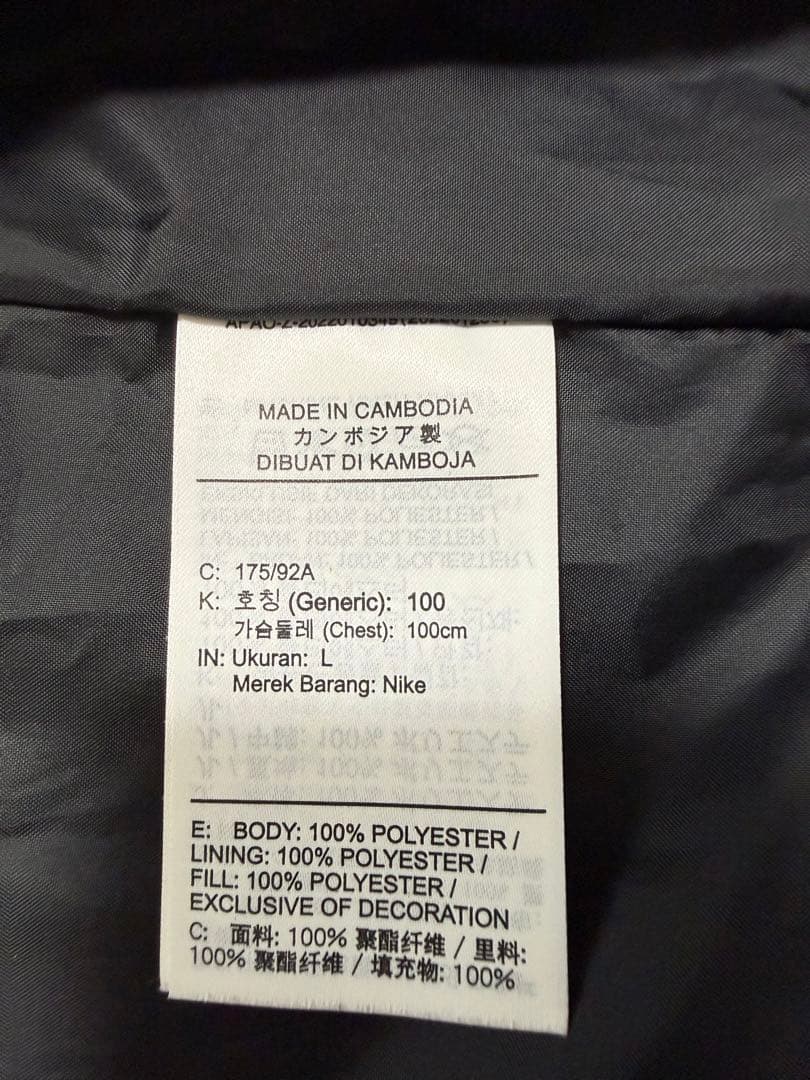 MADE IN CAMBODIA
カンボジア製
DIBUAT DI KAMBOJA
C: 175/92A
K: 호칭 (Generic): 100
가슴둘레 (Chest): 100cm
IN: Ukuran: L
Merek Barang: Nike
E: BODY: 100% POLYESTER /
LINING: 100% POLYESTER /
FILL: 100% POLYESTER /
EXCLUSIVE OF DECORATION
C: 面料: 100% 聚酯纤维 / 里料:
100% 聚酯纤维 / 填充物: 100%